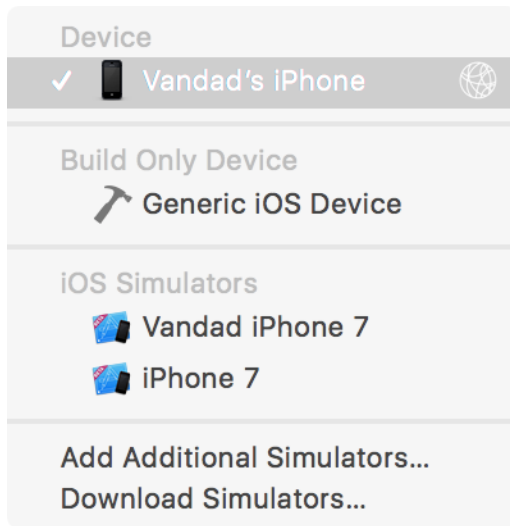 Device
Vandad's iPhone
Build Only Device
Generic iOS Device
iOS Simulators
Vandad iPhone 7
iPhone 7
Add Additional Simulators...
Download Simulators...